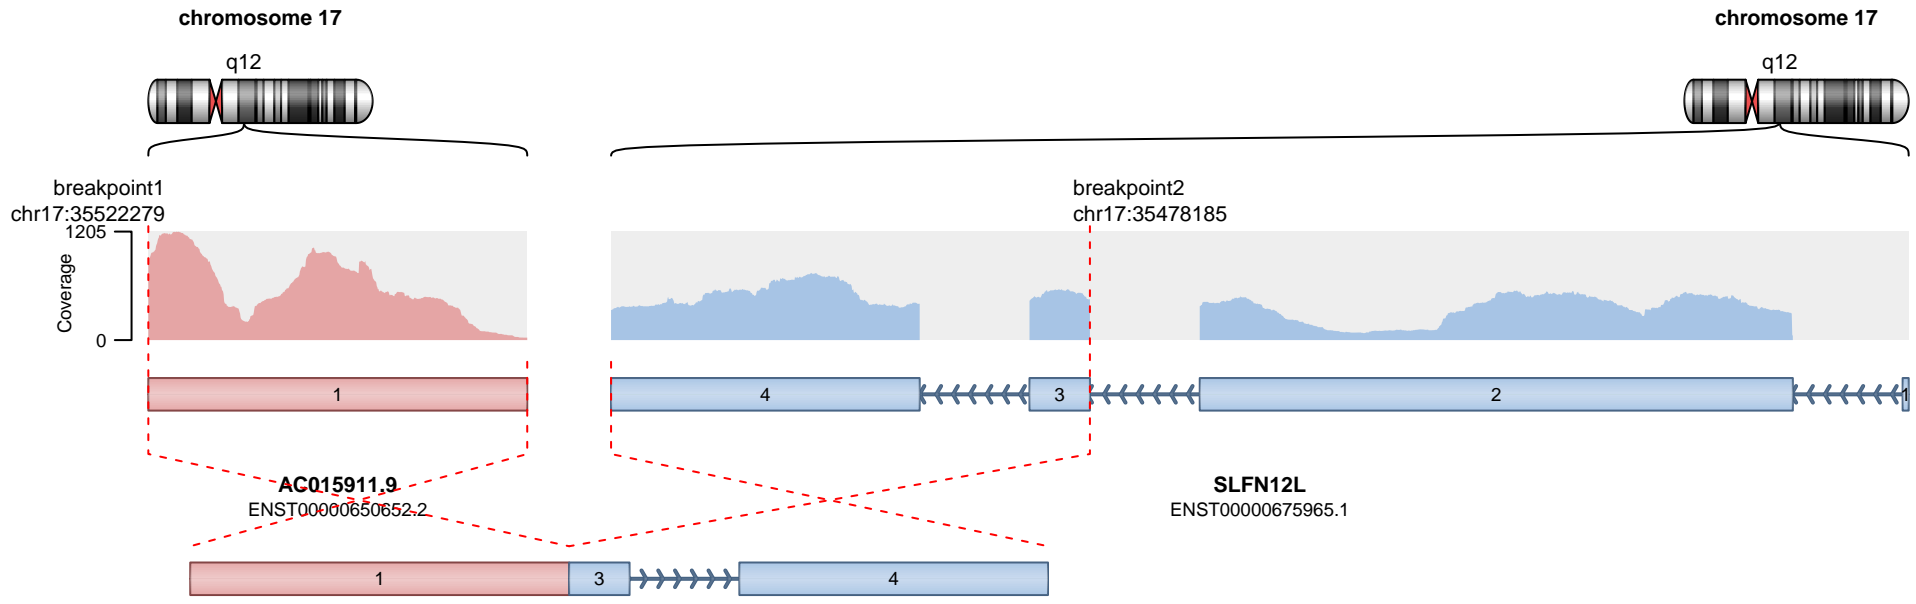 chromosome 17
chromosome 17
q12
q12
breakpoint1
chr17:35522279
breakpoint2
chr17:35478185
1205
Coverage
0
1
4
3
2
1
AC015911.9
ENST00000650652.2
SLFN12L
ENST00000675965.1
1
3
4